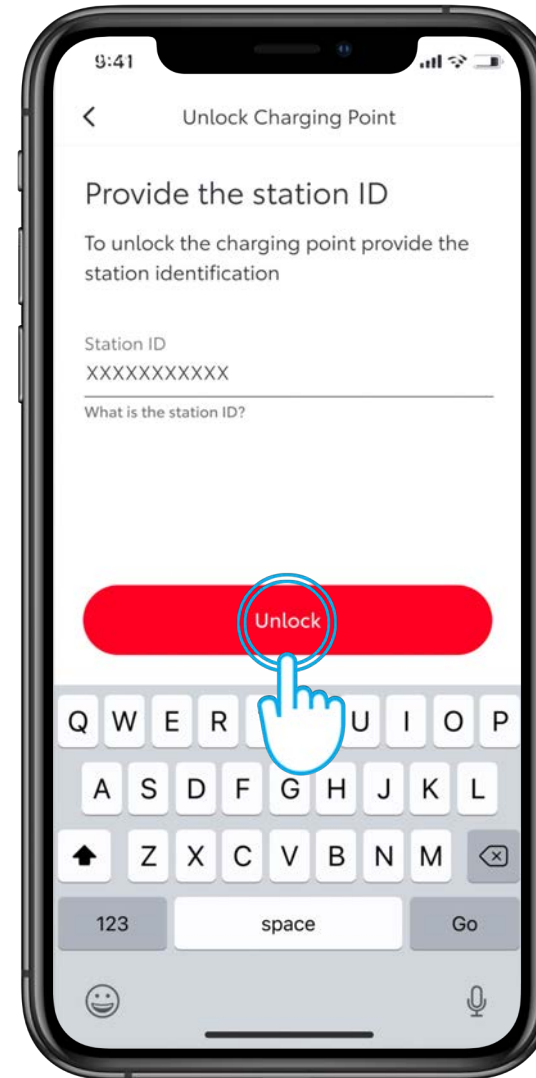 9:41
Unlock Charging Point
Provide the station ID
To unlock the charging point provide the
station identification
Station ID
XXXXXXXXXXX
What is the station ID?
Unlock
Q W E R U I O P
A S D F G H J K L
Z X C V B N M
123 space Go